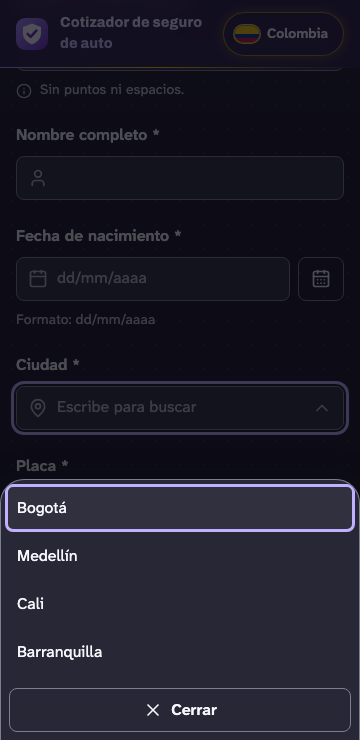 Cotizador de seguro
de auto
Colombia
Sin puntos ni espacios.
Nombre completo *
Fecha de nacimiento *
dd/mm/aaaa
Formato: dd/mm/aaaa
Ciudad *
Escribe para buscar
Placa *
Bogotá
Medellín
Cali
Barranquilla
Cerrar